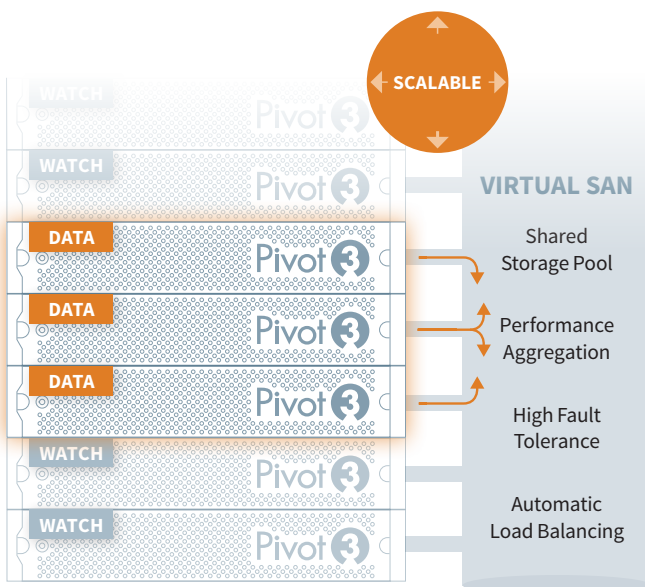 SCALABLE
WATCH
Pivot3
WATCH
Pivot3
VIRTUAL SAN
DATA
Pivot3
Shared
Storage Pool
DATA
Pivot3
Performance
Aggregation
DATA
Pivot3
High Fault
Tolerance
WATCH
Pivot3
WATCH
Pivot3
Automatic
Load Balancing